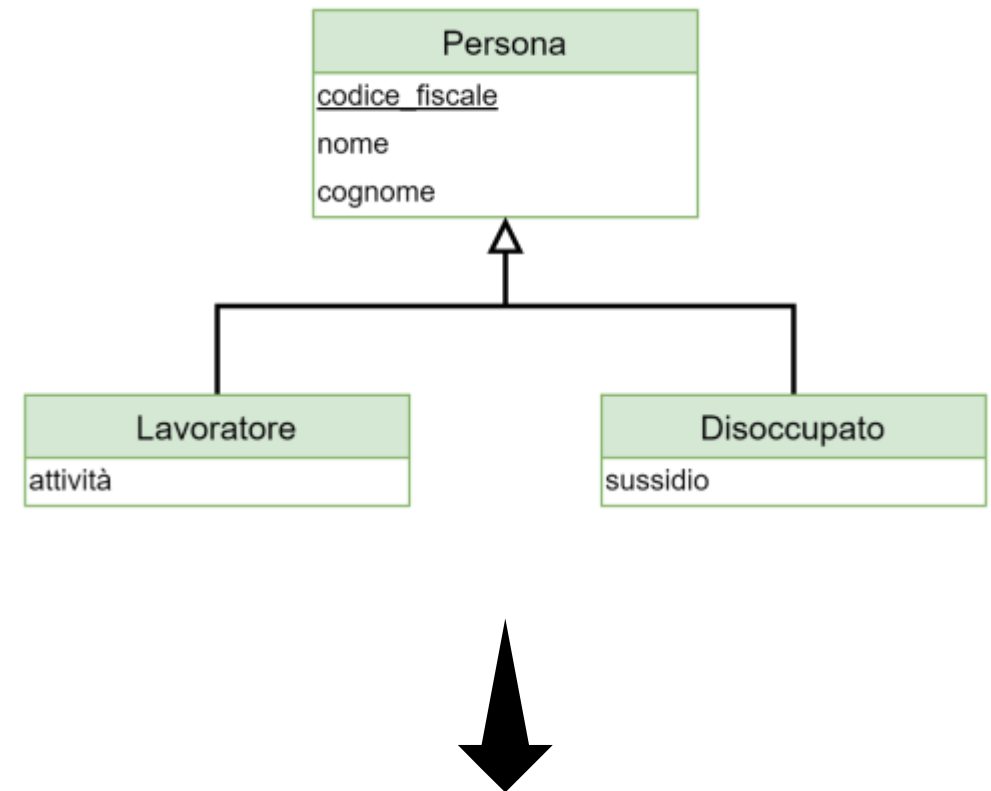 Persona
codice_fiscale
nome
cognome
Lavoratore
attività
Disoccupato
sussidio